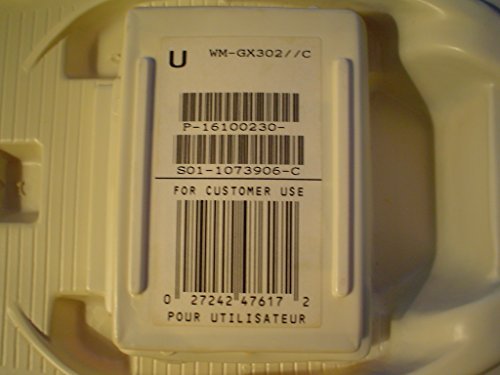 U WM-GX302//C
P-16100230-
S01-1073906-C
FOR CUSTOMER USE
0 27242 47617 2
POUR UTILISATEUR